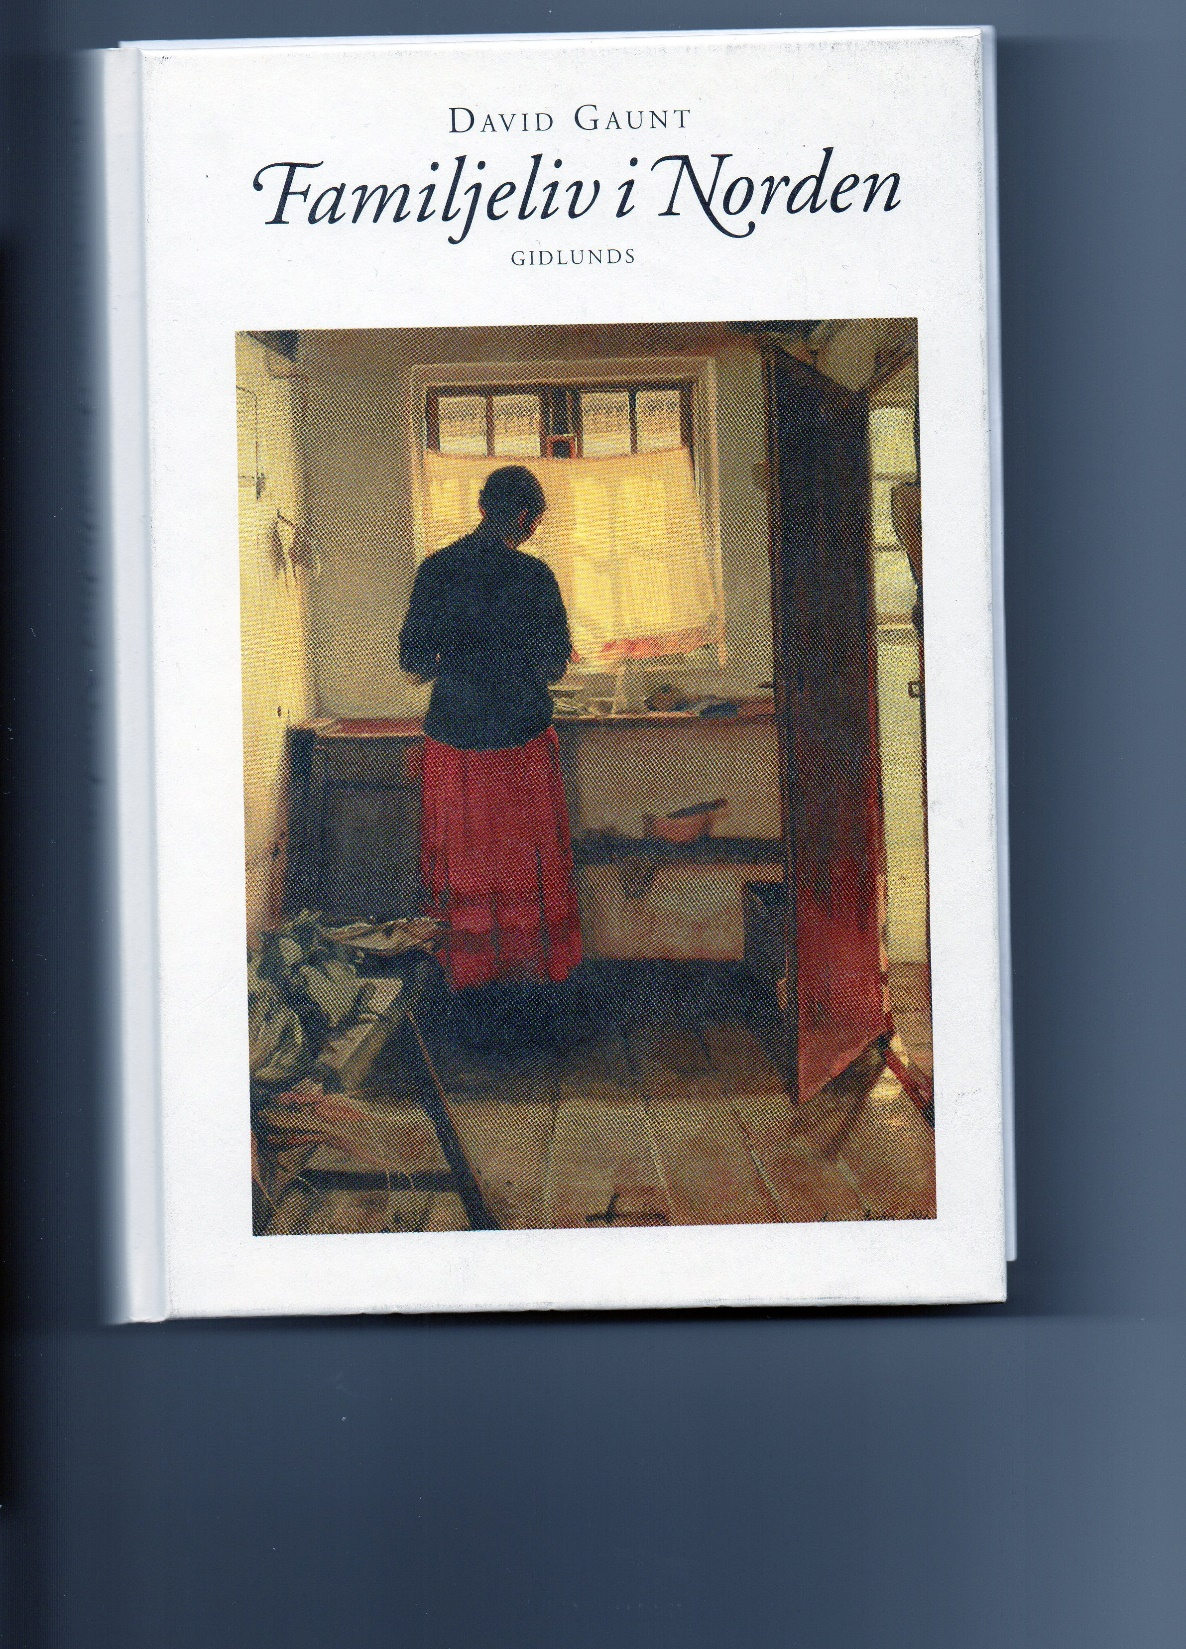 DAVID GAUNT
Familjeliv i Norden
GIDLUNDS